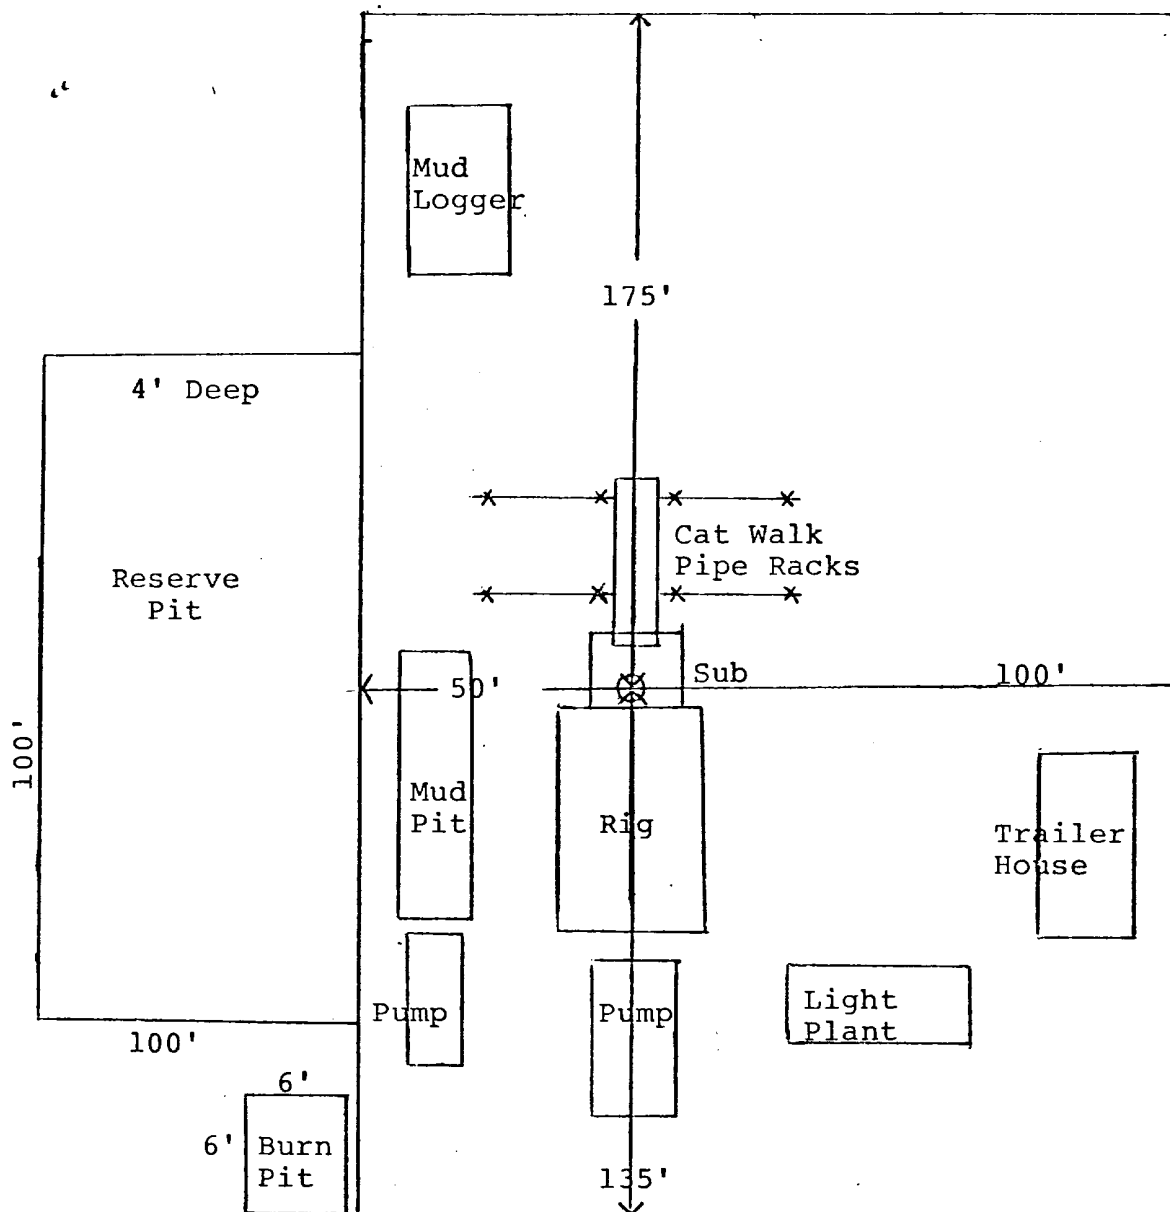 Mud
Logger
175'
4' Deep
Cat Walk
Pipe Racks
Reserve
Pit
Sub
50'
100'
100'
Mud
Pit
Rig
Trailer
House
Pump
Pump
Light
Plant
100'
6'
6'
Burn
Pit
135'